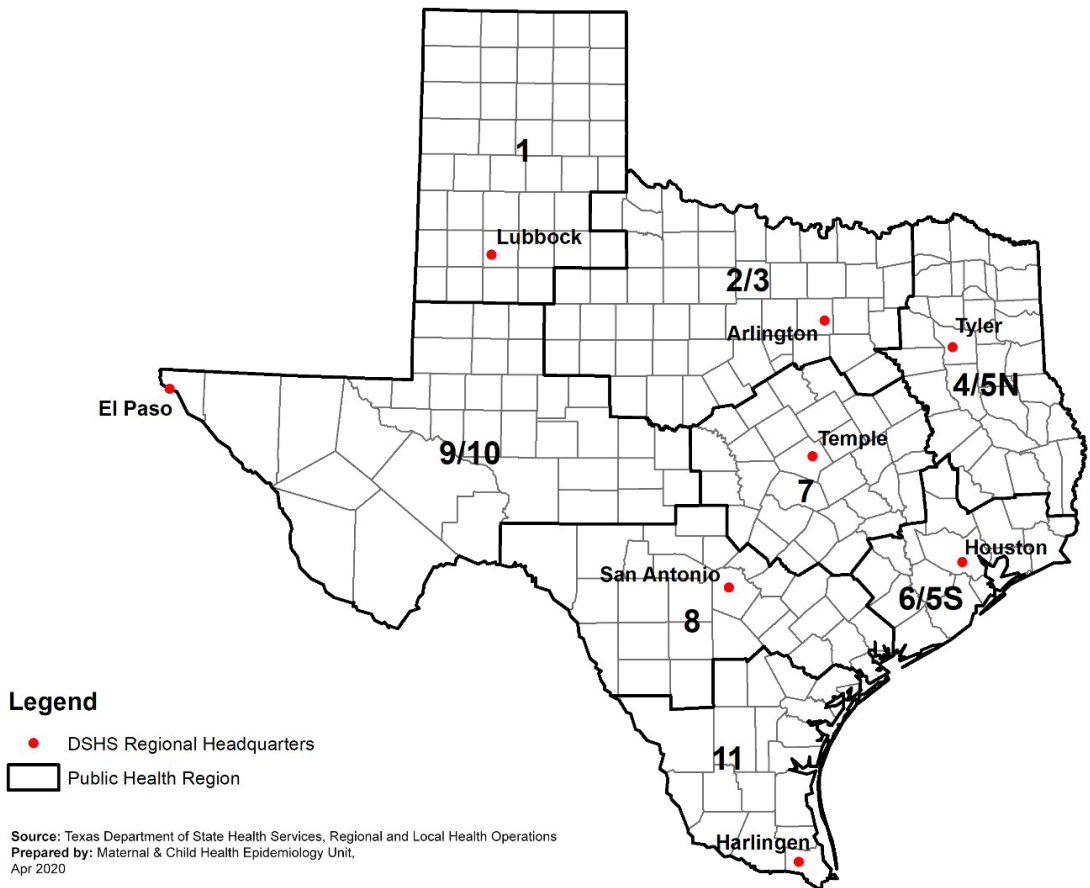 1
Lubbock
2/3
Arlington
Tyler
El Paso
4/5N
Temple
9/10
7
Houston
San Antonio
6/5S
8
Legend
DSHS Regional Headquarters
11
Public Health Region
Source: Texas Department of State Health Services, Regional and Local Health Operations
Harlingen
Prepared by: Maternal & Child Health Epidemiology Unit,
Apr 2020